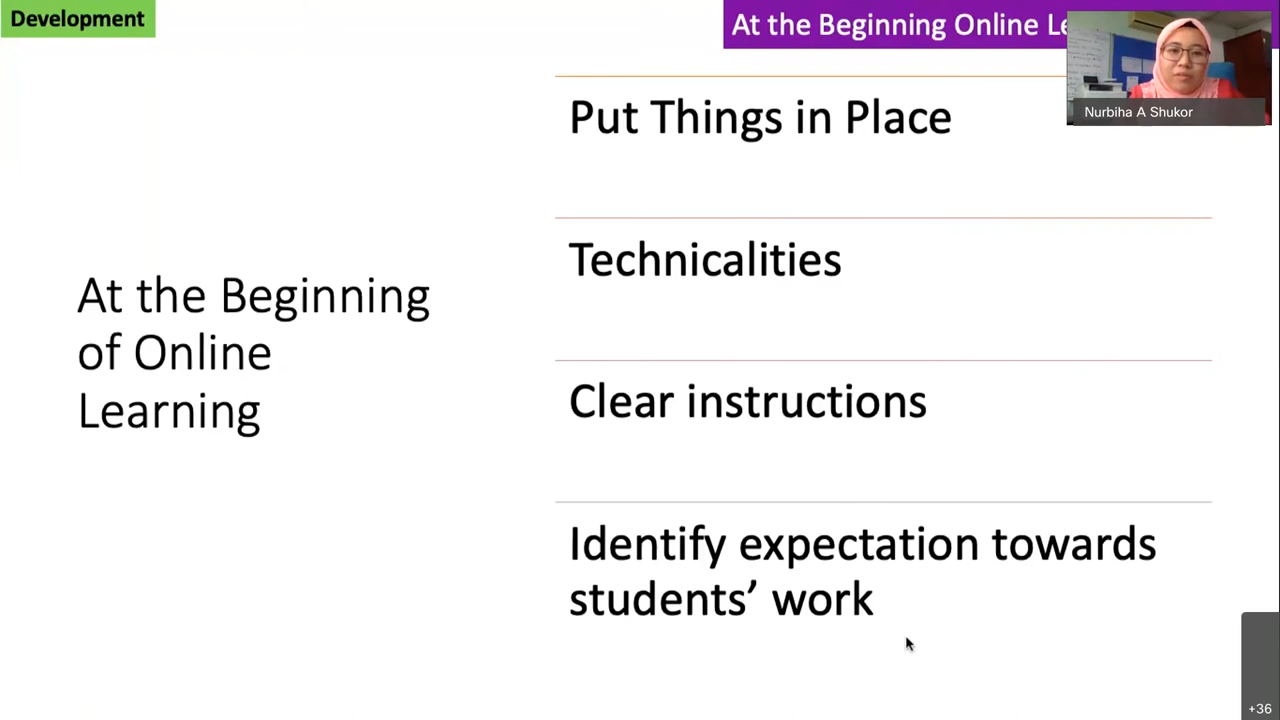 Development
At the Beginning Online
Nurbiha A Shukor
Put Things in Place
Technicalities
At the Beginning
of Online
Learning
Clear instructions
Identify expectation towards
students’ work
+36